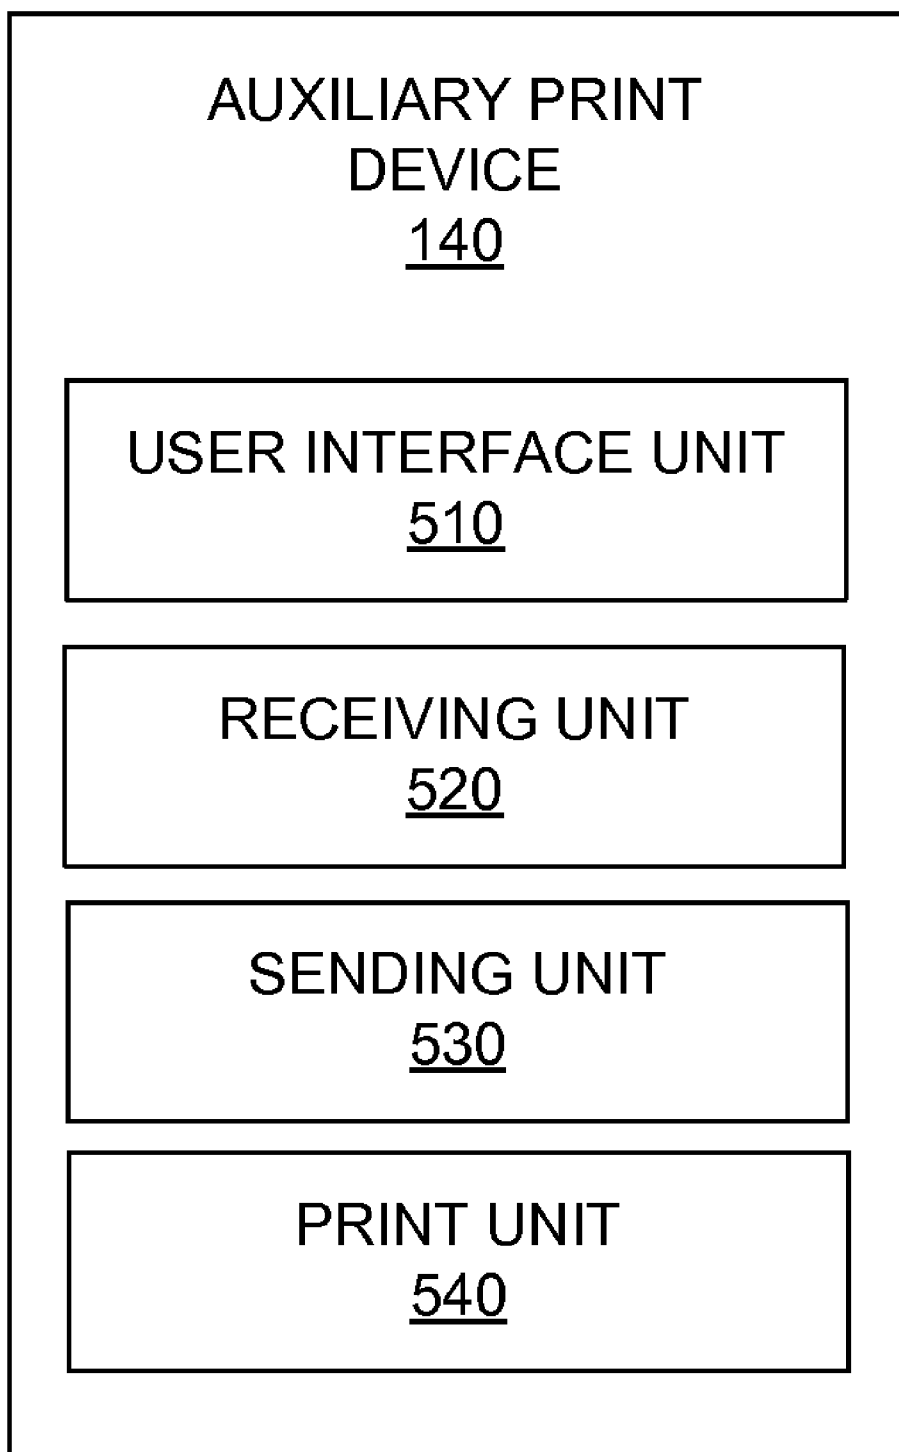 AUXILIARY PRINT
DEVICE
140
USER INTERFACE UNIT
510
RECEIVING UNIT
520
SENDING UNIT
530
PRINT UNIT
540